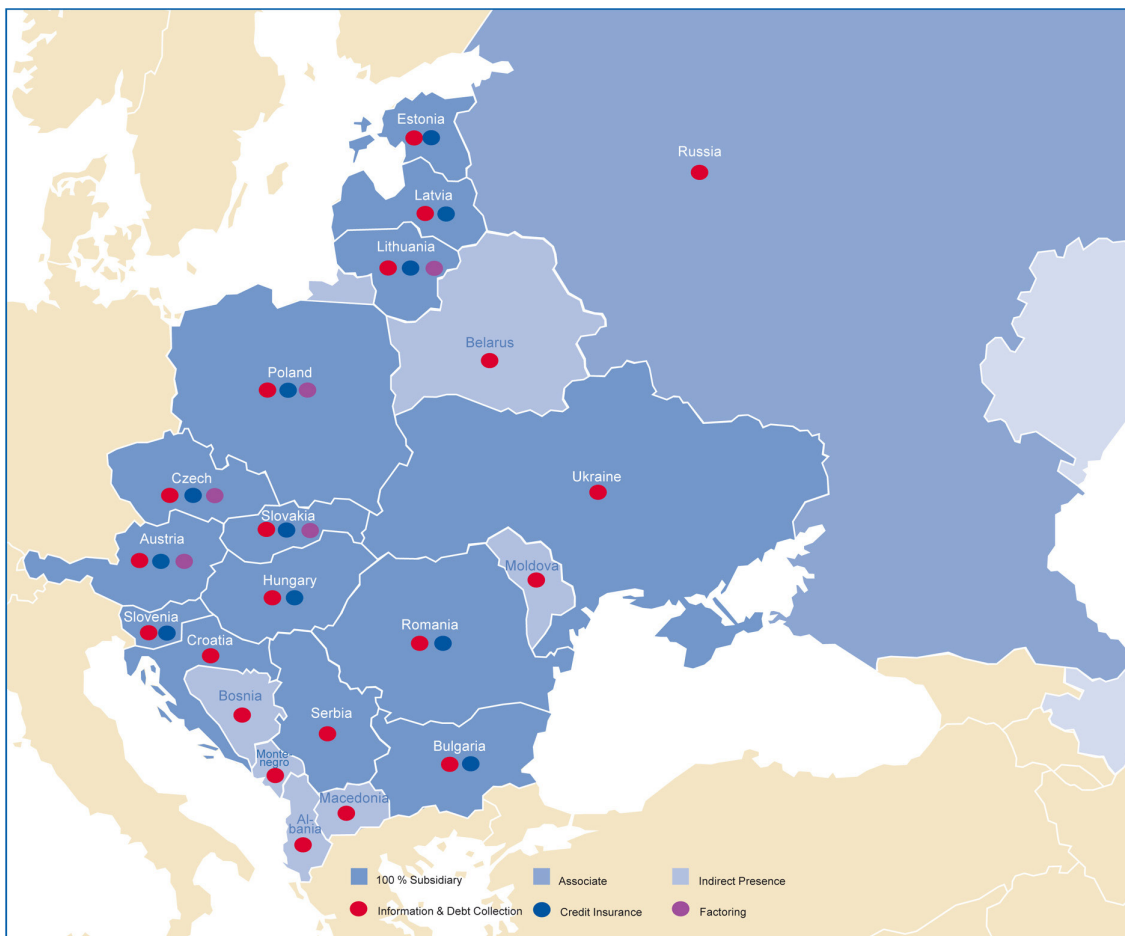 Estonia
Russia
Latvia
Lithuania
Belarus
Poland
Czech
Ukraine
Slovakia
Austria
Moldova
Hungary
Slovenia
Romania
Croatia
Bosnia
Serbia
Bulgaria
Monte-
negro
Macedonia
Al-
bania
100 % Subsidiary
Associate
Indirect Presence
Information & Debt Collection
Credit Insurance
Factoring